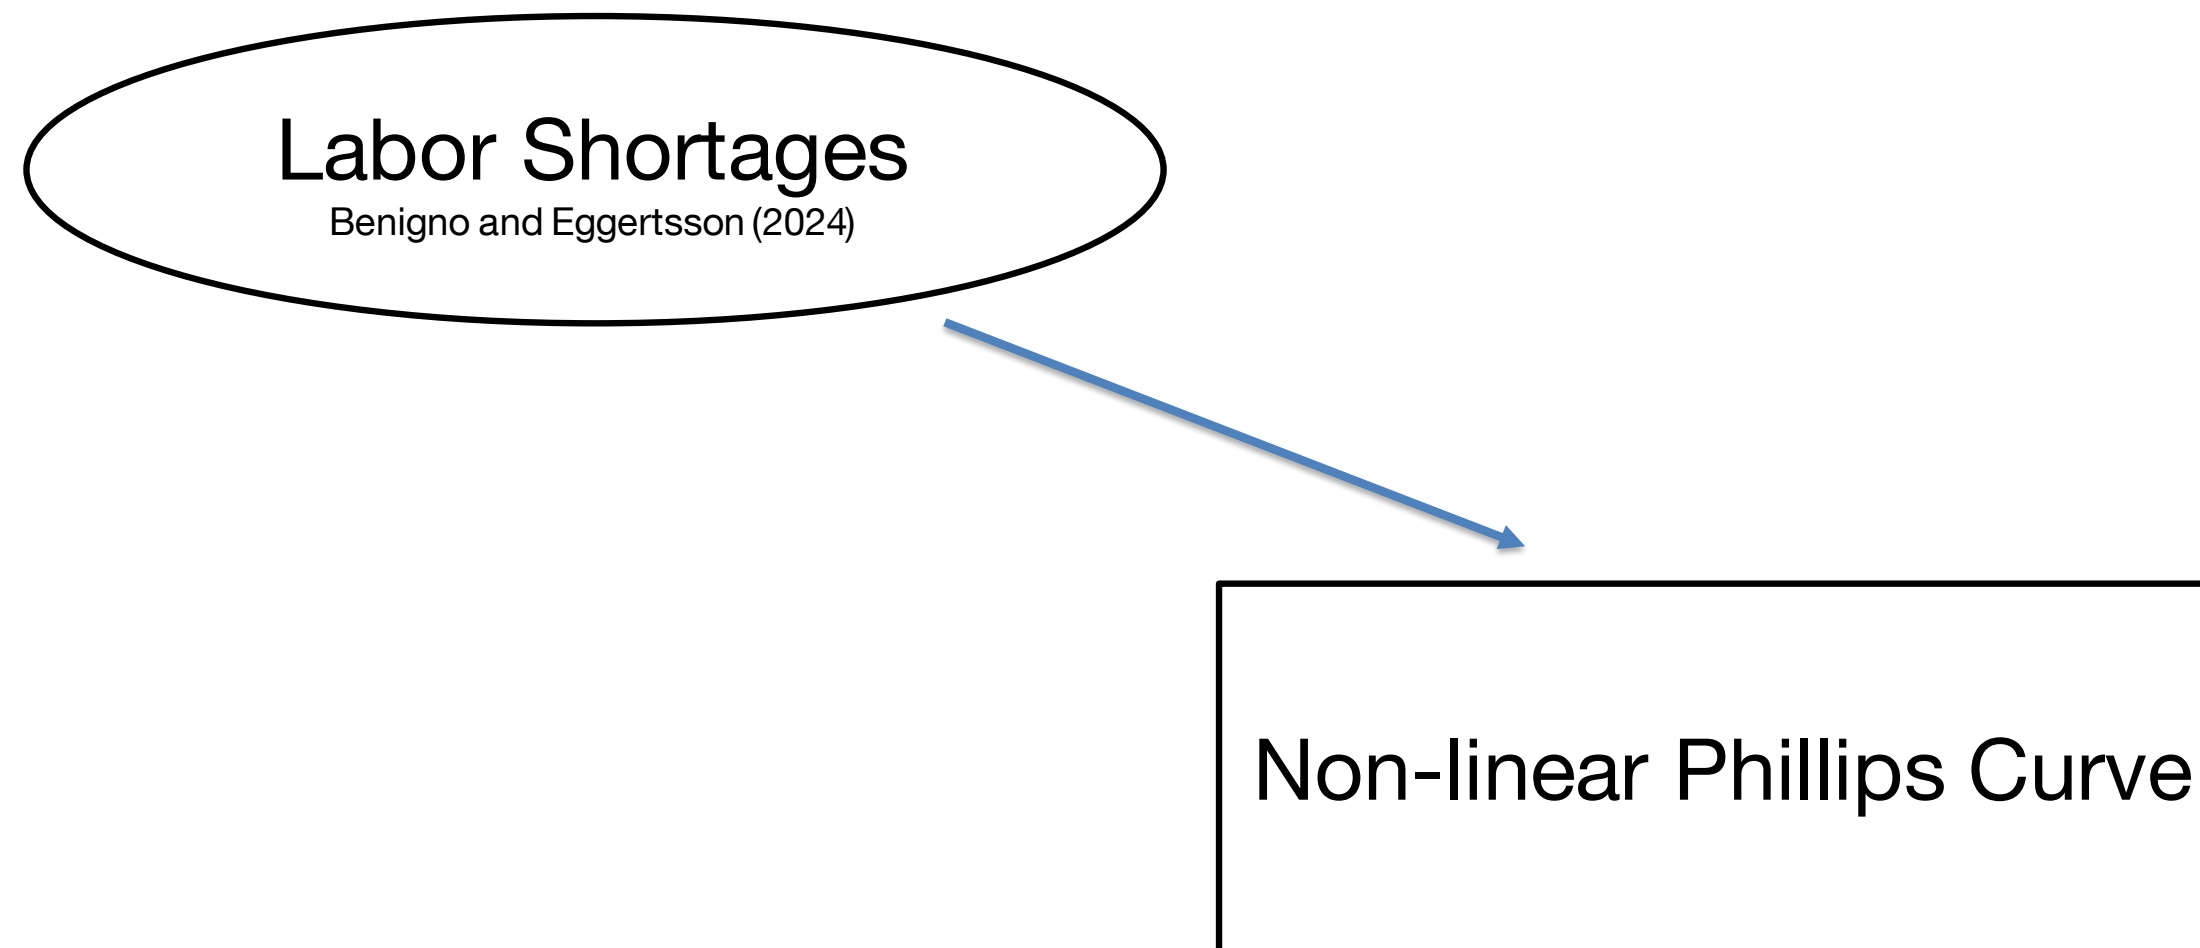 Labor Shortages
Benigno and Eggertsson (2024)
Non-linear Phillips Curve